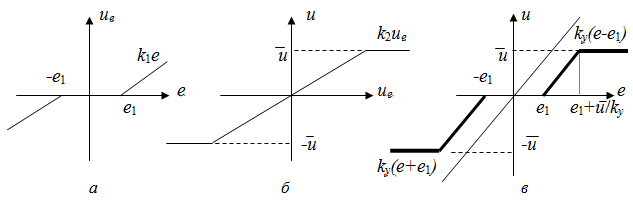 uₑ
k₁e
-e₁
e₁
e
а
u
k₂uₑ
u̅
uₑ
-u̅
б
u
kᵧ(e-e₁)
u̅
-e₁
e
e₁
e₁+u̅/kᵧ
-u̅
kᵧ(e+e₁)
в